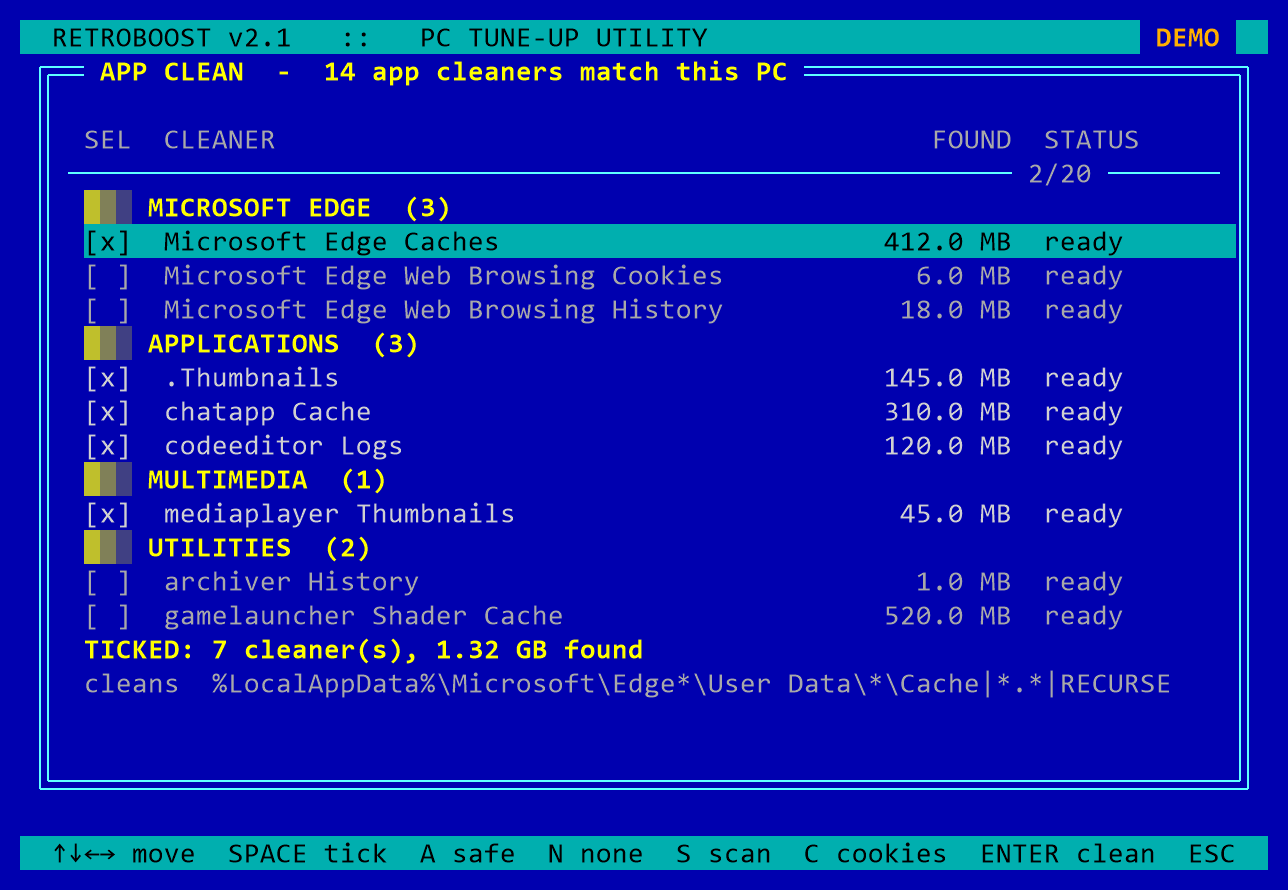 RETROBOOST v2.1 :: PC TUNE-UP UTILITY DEMO
APP CLEAN - 14 app cleaners match this PC
SEL CLEANER FOUND STATUS
2/20
MICROSOFT EDGE (3)
[x] Microsoft Edge Caches 412.0 MB ready
[ ] Microsoft Edge Web Browsing Cookies 6.0 MB ready
[ ] Microsoft Edge Web Browsing History 18.0 MB ready
APPLICATIONS (3)
[x] .Thumbnails 145.0 MB ready
[x] chatapp Cache 310.0 MB ready
[x] codeeditor Logs 120.0 MB ready
MULTIMEDIA (1)
[x] mediaplayer Thumbnails 45.0 MB ready
UTILITIES (2)
[ ] archiver History 1.0 MB ready
[ ] gamelauncher Shader Cache 520.0 MB ready
TICKED: 7 cleaner(s), 1.32 GB found
cleans %LocalAppData%\Microsoft\Edge*\User Data\*\Cache|*.*|RECURSE
↑↓←→ move SPACE tick A safe N none S scan C cookies ENTER clean ESC